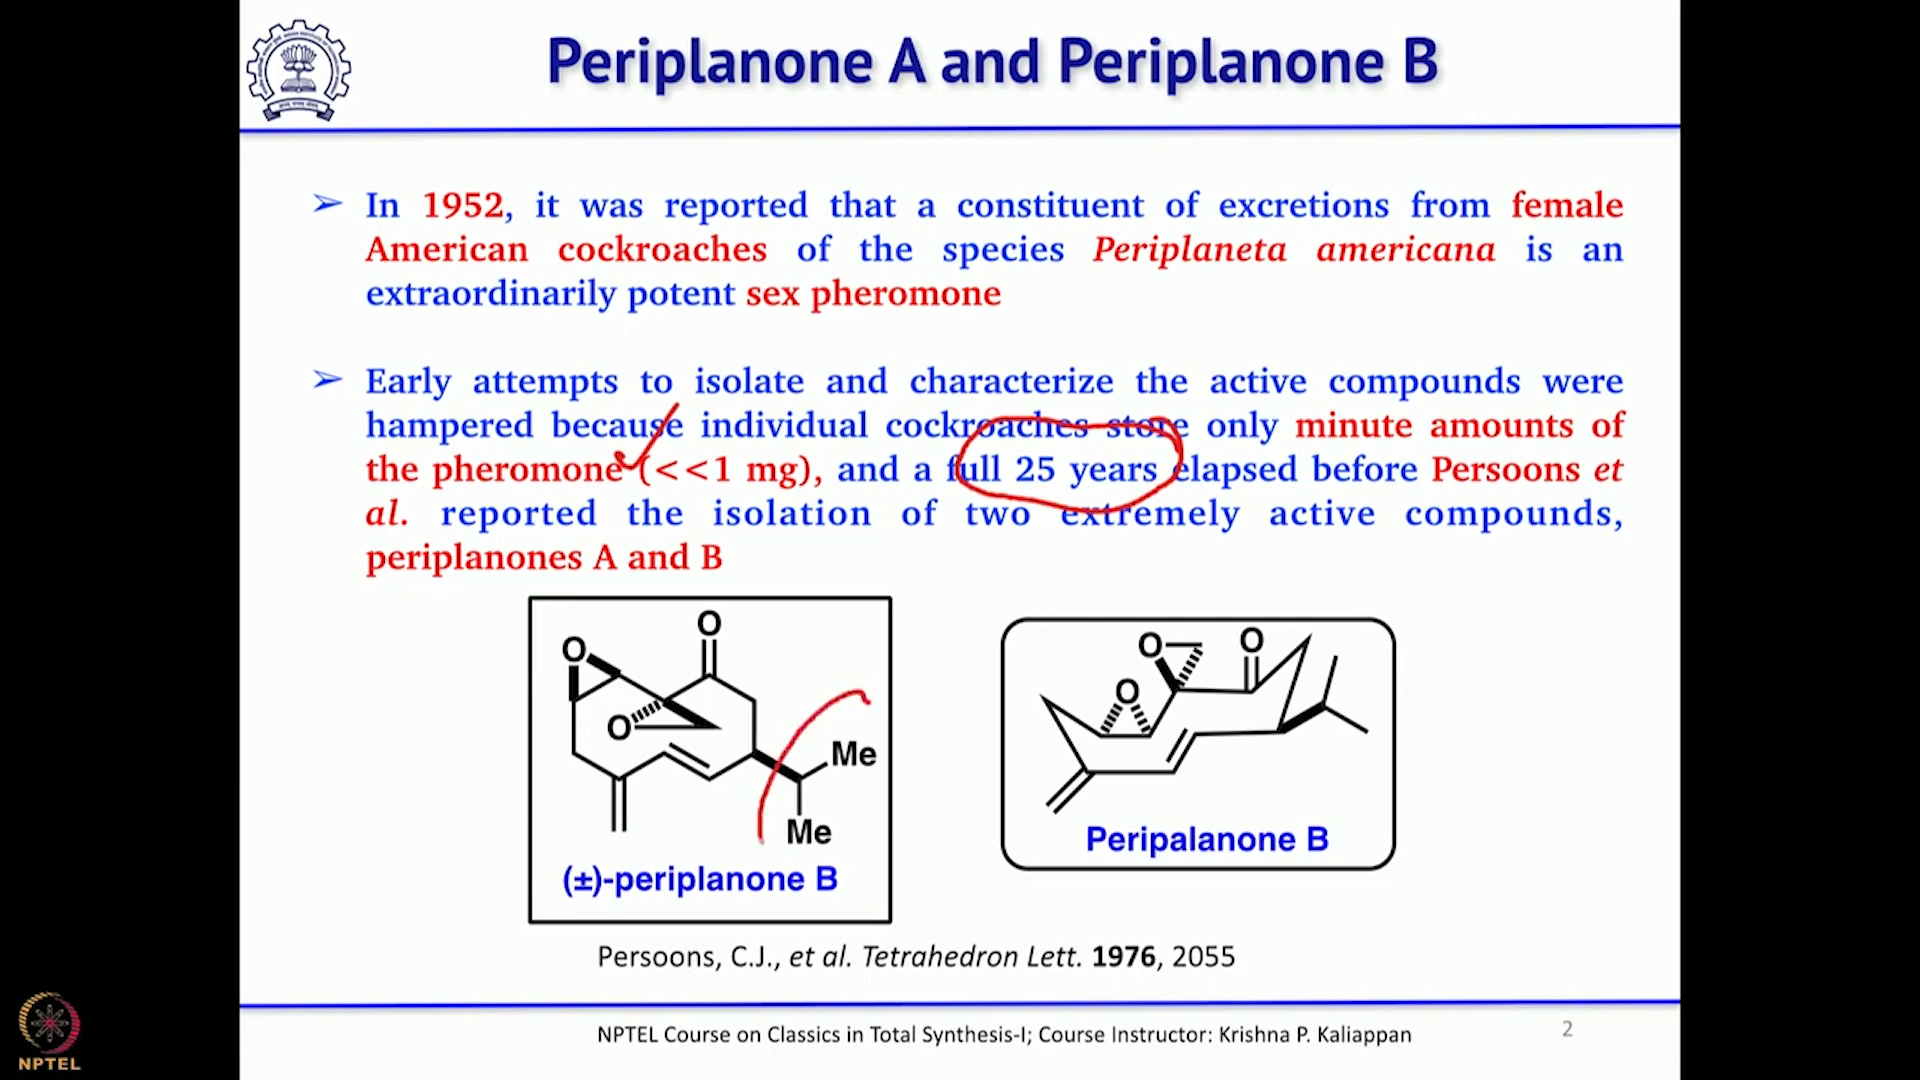 Periplanone A and Periplanone B
➢ In 1952, it was reported that a constituent of excretions from female
American cockroaches of the species Periplaneta americana is an
extraordinarily potent sex pheromone
➢ Early attempts to isolate and characterize the active compounds were
hampered because individual cockroaches store only minute amounts of
the pheromone (<<1 mg), and a full 25 years elapsed before Persoons et
al. reported the isolation of two extremely active compounds,
periplanones A and B
O
O
O
Me
Me
(±)-periplanone B
O
O
O
Peripalanone B
Persoons, C.J., et al. Tetrahedron Lett. 1976, 2055
NPTEL Course on Classics in Total Synthesis-I; Course Instructor: Krishna P. Kaliappan
2
NPTEL